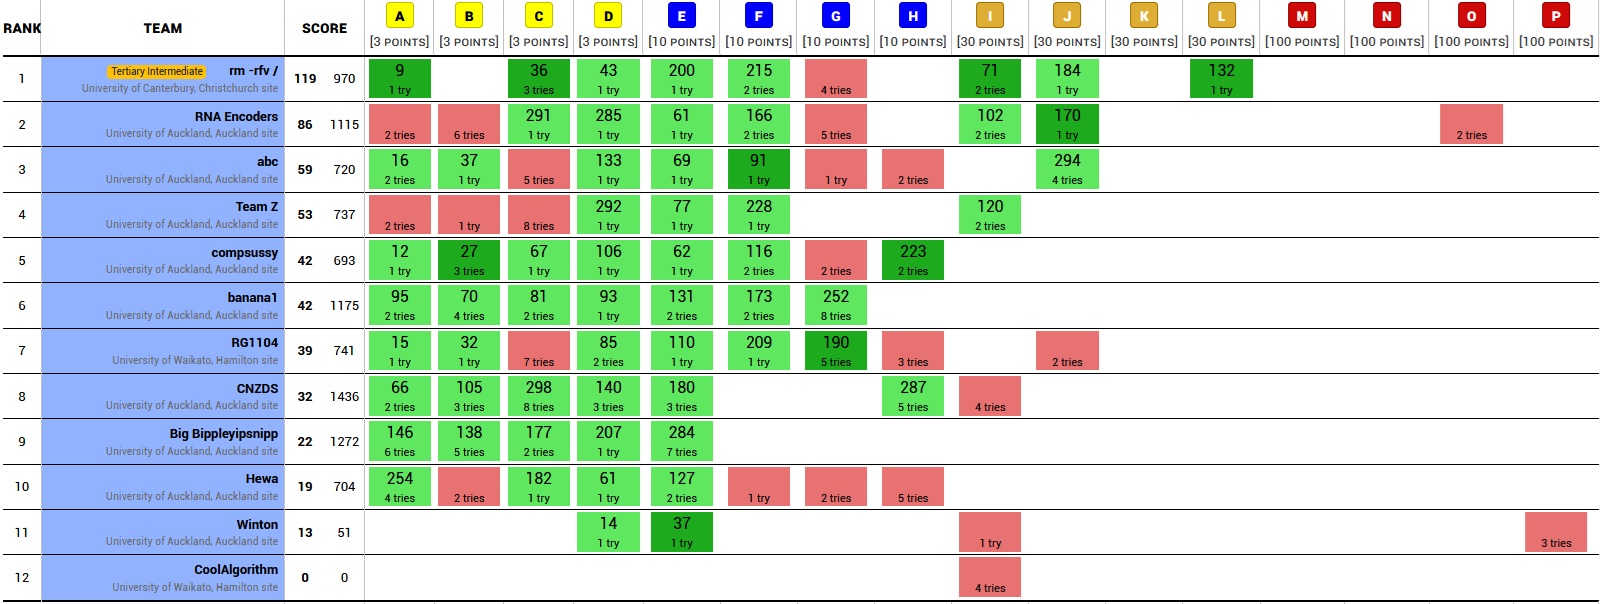 RANK TEAM SCORE A B C D E F G H I J K L M N O P
[3 POINTS] [3 POINTS] [3 POINTS] [3 POINTS] [10 POINTS] [10 POINTS] [10 POINTS] [10 POINTS] [30 POINTS] [30 POINTS] [30 POINTS] [30 POINTS] [100 POINTS] [100 POINTS] [100 POINTS] [100 POINTS]
1 Tertiary Intermediate rm -rfv / 119 970 9 36 43 200 215 71 184 132
University of Canterbury, Christchurch site 1 try 3 tries 1 try 1 try 2 tries 4 tries 2 tries 1 try 1 try
2 RNA Encoders 86 1115 291 285 61 166 102 170
University of Auckland, Auckland site 2 tries 6 tries 1 try 1 try 1 try 2 tries 5 tries 2 tries 1 try 2 tries
3 abc 59 720 16 37 133 69 91 294
University of Auckland, Auckland site 2 tries 1 try 5 tries 1 try 1 try 1 try 1 try 2 tries 4 tries
4 Team Z 53 737 292 77 228 120
University of Auckland, Auckland site 2 tries 1 try 8 tries 1 try 1 try 1 try 2 tries
5 compsussy 42 693 12 27 67 106 62 116 223
University of Auckland, Auckland site 1 try 3 tries 1 try 1 try 1 try 2 tries 2 tries 2 tries
6 banana1 42 1175 95 70 81 93 131 173 252
University of Auckland, Auckland site 2 tries 4 tries 2 tries 2 tries 2 tries 2 tries 8 tries
7 RG1104 39 741 15 32 85 110 209 190
University of Waikato, Hamilton site 1 try 1 try 7 tries 2 tries 1 try 1 try 5 tries 3 tries 2 tries
8 CNZDS 32 1436 66 105 298 140 180 287
University of Auckland, Auckland site 2 tries 3 tries 8 tries 3 tries 3 tries 5 tries 4 tries
9 Big Bippleyipsnipp 22 1272 146 138 177 207 284
University of Auckland, Auckland site 6 tries 5 tries 2 tries 1 try 7 tries
10 Hewa 19 704 254 182 61 127
University of Auckland, Auckland site 4 tries 2 tries 1 try 1 try 2 tries 1 try 2 tries 5 tries
11 Winton 13 51 14 37
University of Auckland, Auckland site 1 try 1 try 1 try 3 tries
12 CoolAlgorithm 0 0
University of Waikato, Hamilton site 4 tries